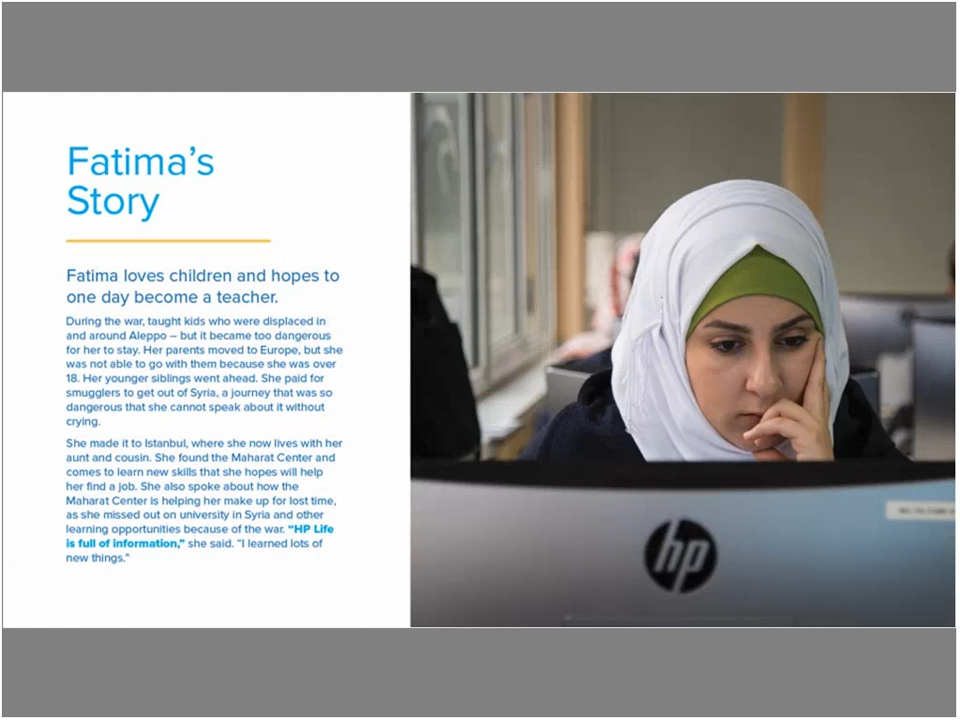 Fatima’s
Story
Fatima loves children and hopes to
one day become a teacher.
During the war, taught kids who were displaced in
and around Aleppo – but it became too dangerous
for her to stay. Her parents moved to Europe, but she
was not able to go with them because she was over
18. Her younger siblings went ahead. She paid for
smugglers to get out of Syria, a journey that was so
dangerous that she cannot speak about it without
crying.
She made it to Istanbul, where she now lives with her
aunt and cousin. She found the Maharat Center and
comes to learn new skills that she hopes will help
her find a job. She also spoke about how the
Maharat Center is helping her make up for lost time,
as she missed out on university in Syria and other
learning opportunities because of the war. “HP Life
is full of information,” she said. “I learned lots of
new things.”
hp